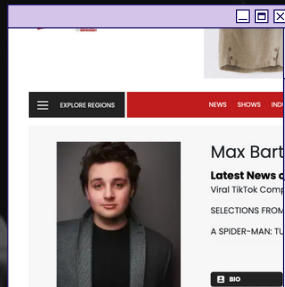 EXPLORE REGIONS
NEWS SHOWS
Max Bart
Latest News
Viral TikTok Comp
SELECTIONS FROM
A SPIDER-MAN: TU
BIO